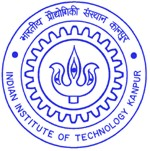 भारतीय प्रौद्योगिकी संस्थान कानपुर
INDIAN INSTITUTE OF TECHNOLOGY KANPUR